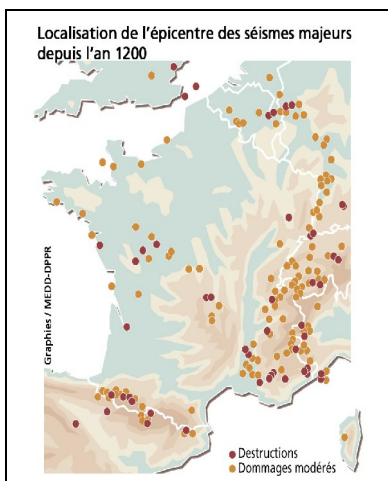 Localisation de l'épicentre des séismes majeurs
depuis l'an 1200
Graphies / MEDD-DPPR
Destructions
Dommages modérés